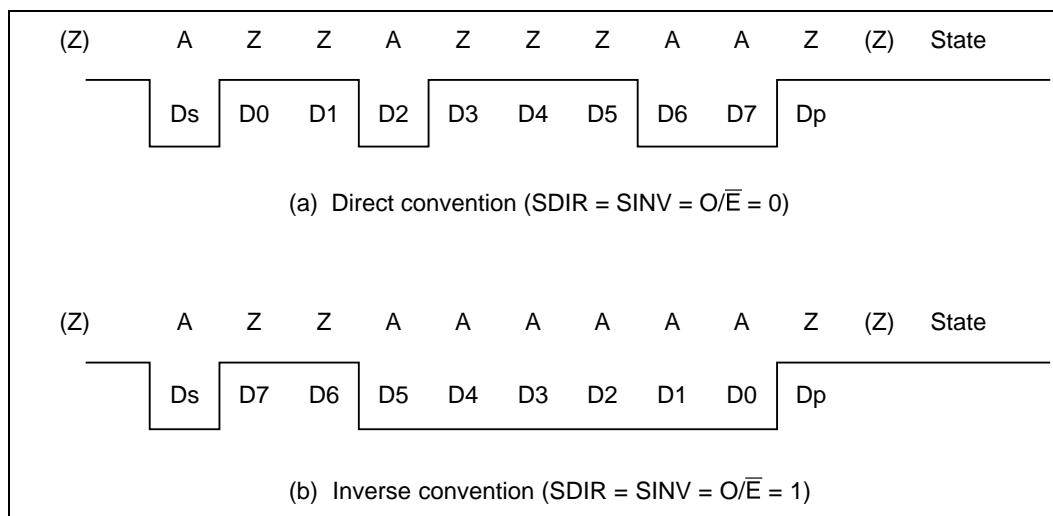 (Z) A Z Z A Z Z Z A A Z (Z) State
Ds D0 D1 D2 D3 D4 D5 D6 D7 Dp
(a) Direct convention (SDIR = SINV = O/E̅ = 0)
(Z) A Z Z A A A A A A Z (Z) State
Ds D7 D6 D5 D4 D3 D2 D1 D0 Dp
(b) Inverse convention (SDIR = SINV = O/E̅ = 1)